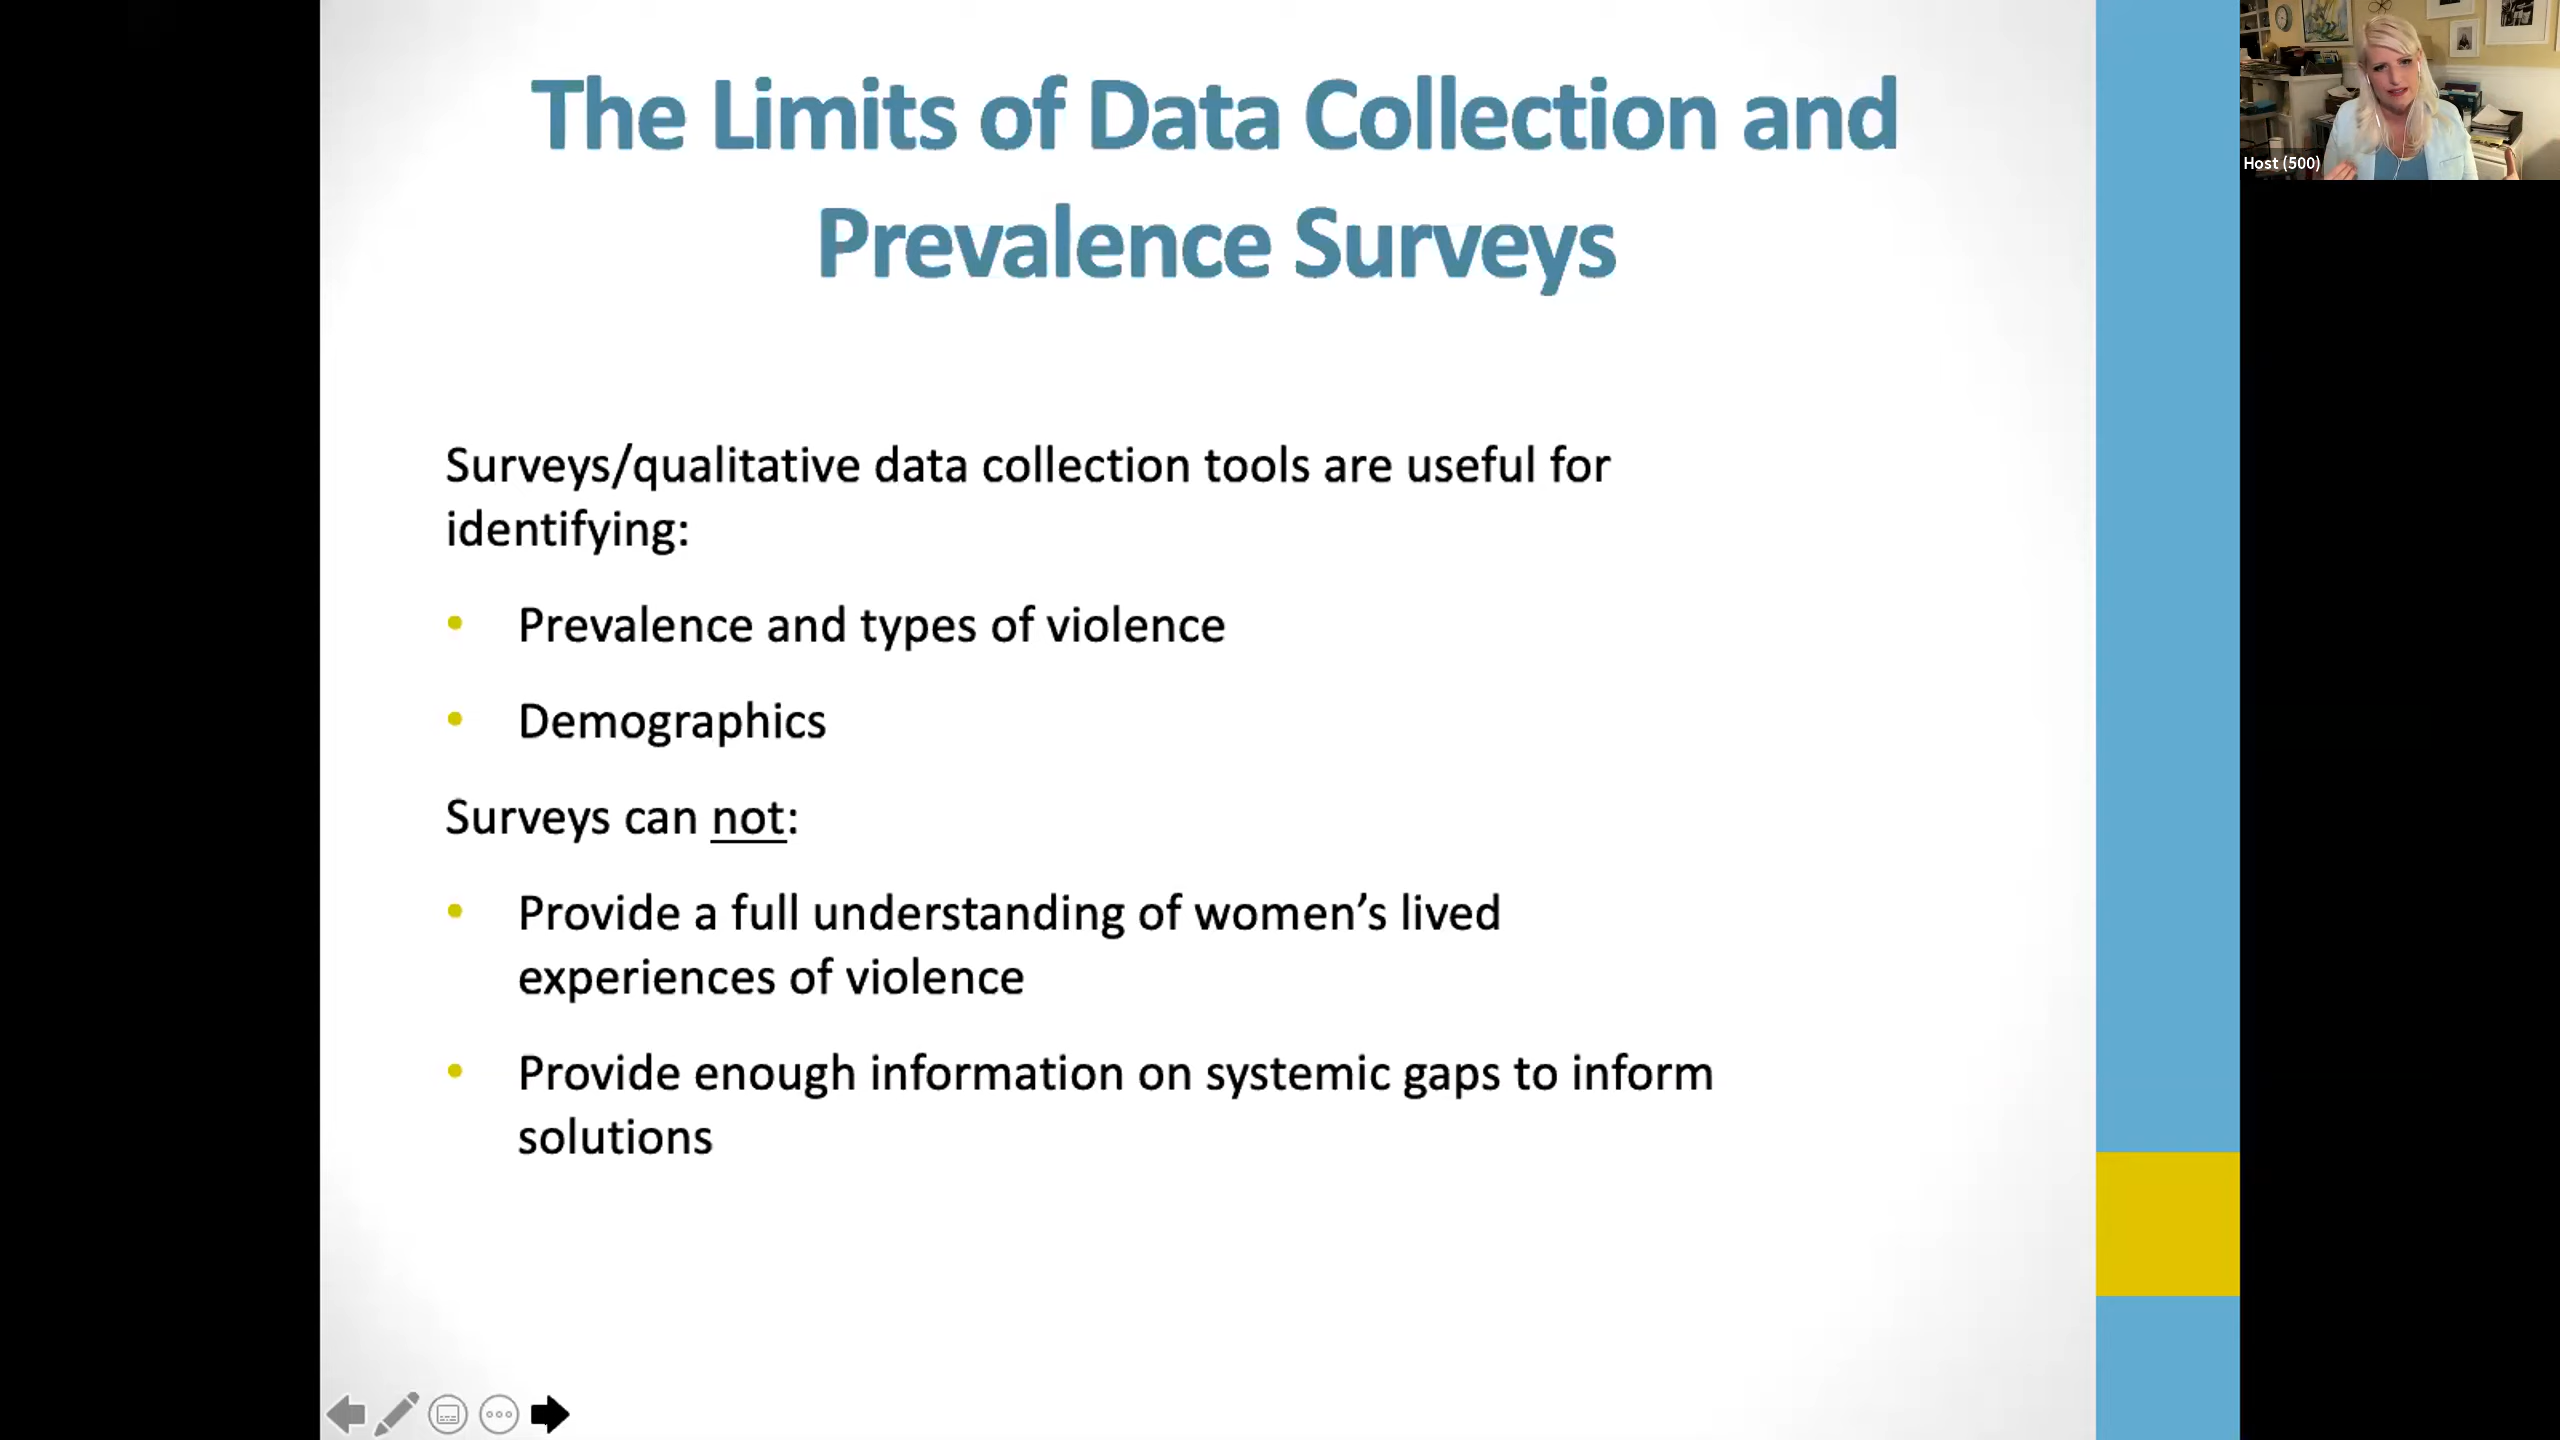 The Limits of Data Collection and
Prevalence Surveys
Host (500)
Surveys/qualitative data collection tools are useful for
identifying:
• Prevalence and types of violence
• Demographics
Surveys can not:
• Provide a full understanding of women’s lived
experiences of violence
• Provide enough information on systemic gaps to inform
solutions